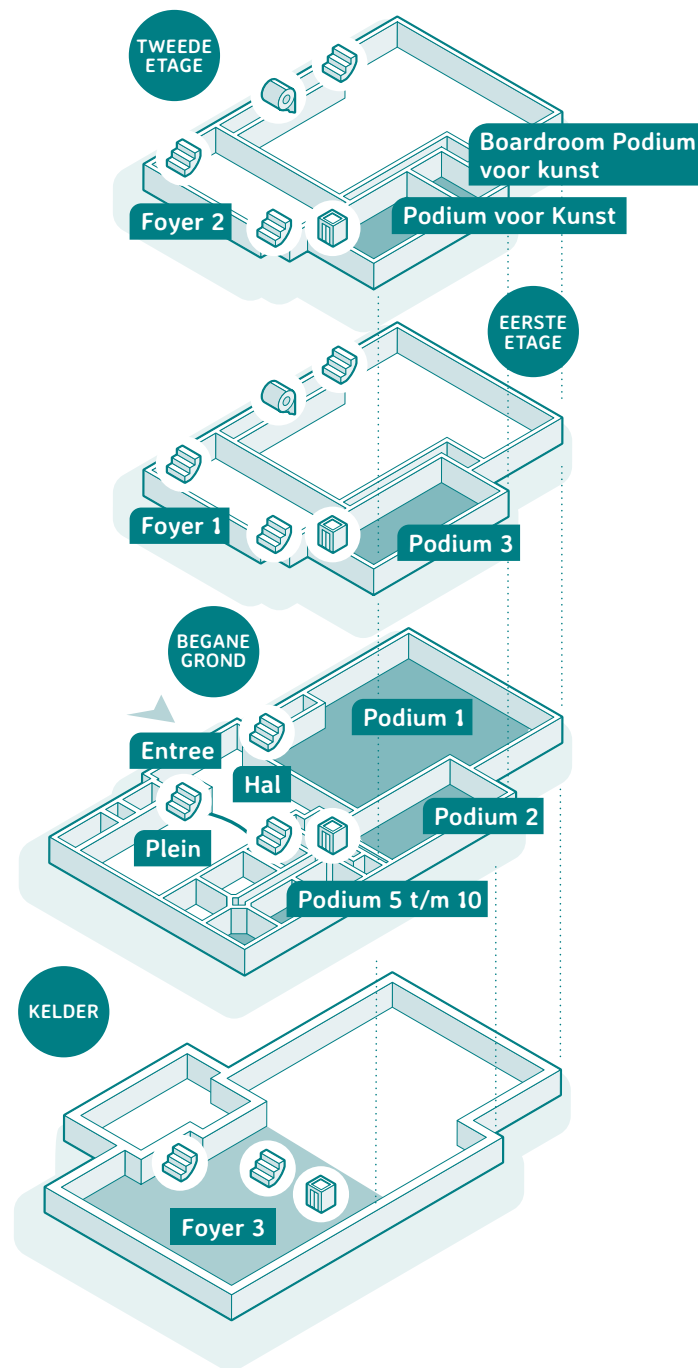 TWEEDE
ETAGE
Boardroom Podium
voor kunst
Podium voor Kunst
Foyer 2
EERSTE
ETAGE
Foyer 1
Podium 3
BEGANE
GROND
Podium 1
Entree
Hal
Podium 2
Plein
Podium 5 t/m 10
KELDER
Foyer 3